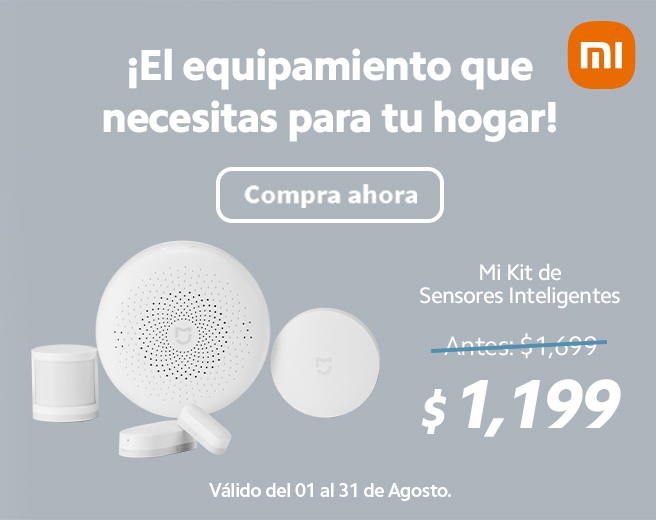 ¡El equipamiento que
necesitas para tu hogar!
mi
Compra ahora
Mi Kit de
Sensores Inteligentes
Antes: $1,699
$ 1,199
Válido del 01 al 31 de Agosto.